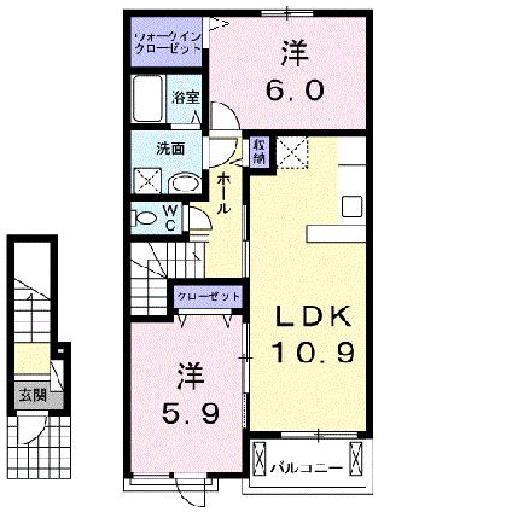 ウォークイン
クローゼット
洋
6.0
浴室
洗面
収納
ホール
WC
クローゼット
LDK
10.9
洋
5.9
玄関
バルコニー